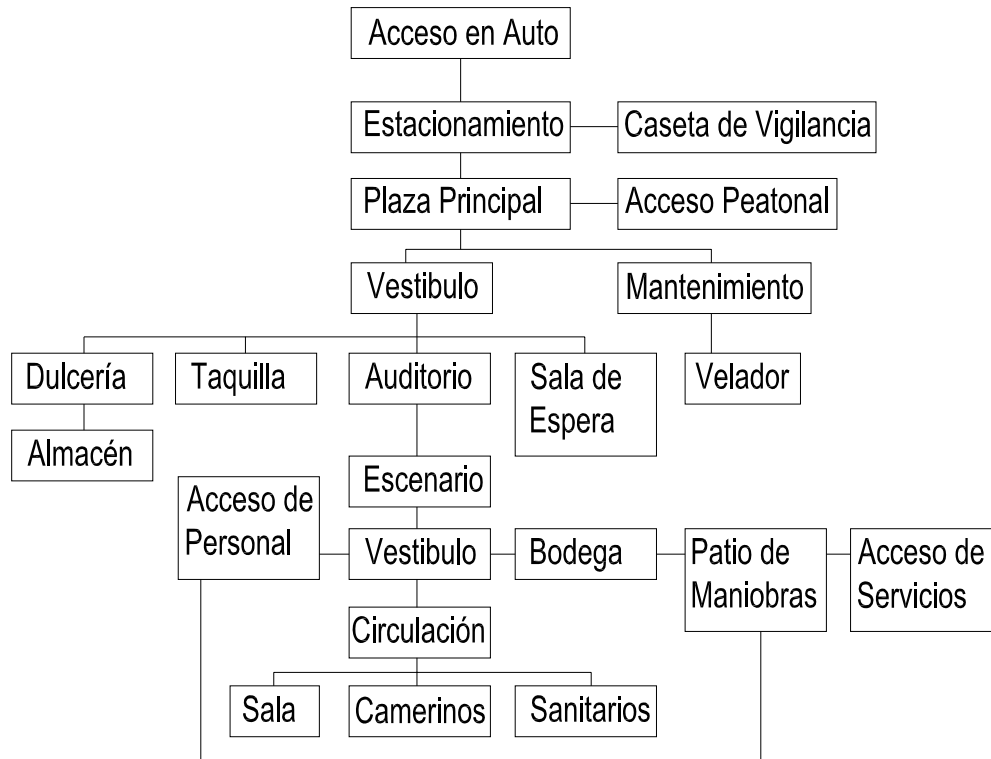 Acceso en Auto
Estacionamiento
Caseta de Vigilancia
Plaza Principal
Acceso Peatonal
Vestibulo
Mantenimiento
Dulcería
Taquilla
Auditorio
Sala de
Espera
Velador
Almacén
Escenario
Acceso de
Personal
Vestibulo
Bodega
Patio de
Maniobras
Acceso de
Servicios
Circulación
Sala
Camerinos
Sanitarios